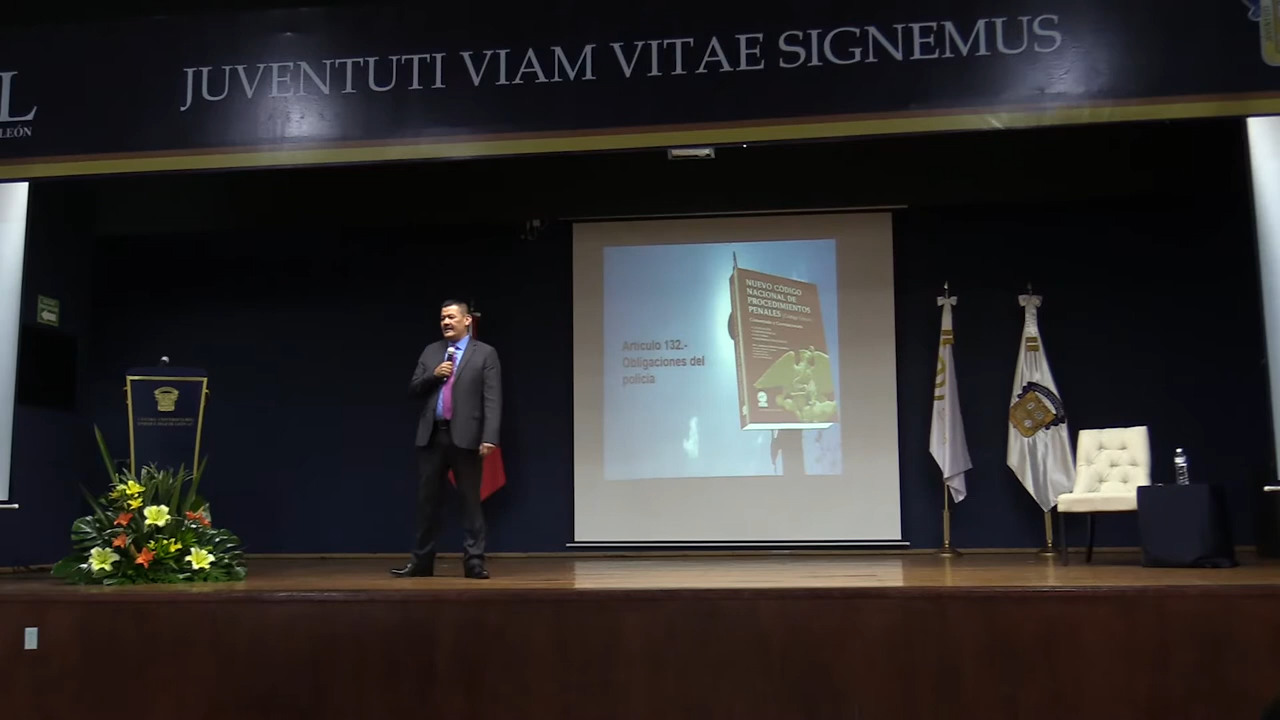 JUVENTUTI VIAM VITAE SIGNEMUS
L
LEÓN
NUEVO CÓDIGO
NACIONAL DE
PROCEDIMIENTOS
PENALES
Artículo 132.-
Obligaciones del
policía